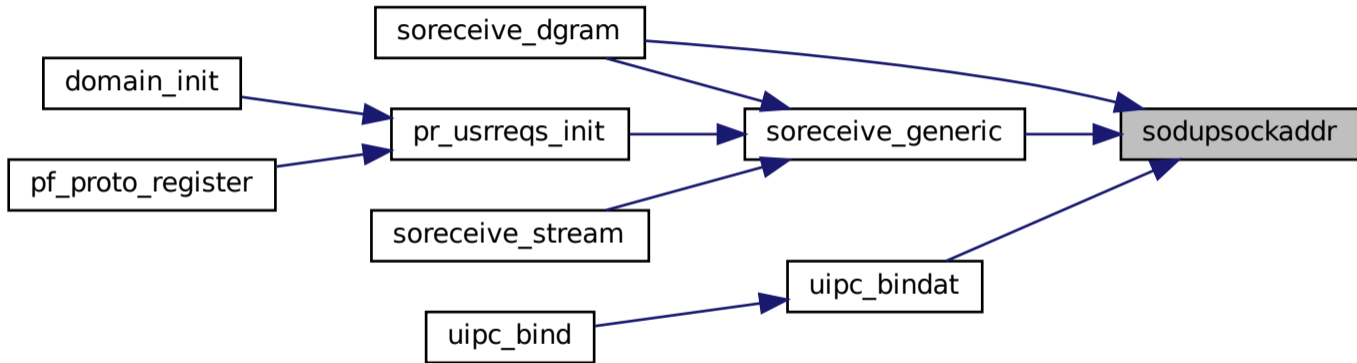 soreceive_dgram
domain_init
pr_usrreqs_init
soreceive_generic
sodupsockaddr
pf_proto_register
soreceive_stream
uipc_bindat
uipc_bind